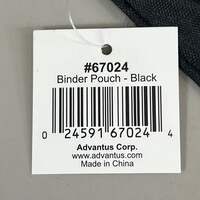 #67024
Binder Pouch - Black
0 24591 67024 4
Advantus Corp.
www.advantus.com
Made in China